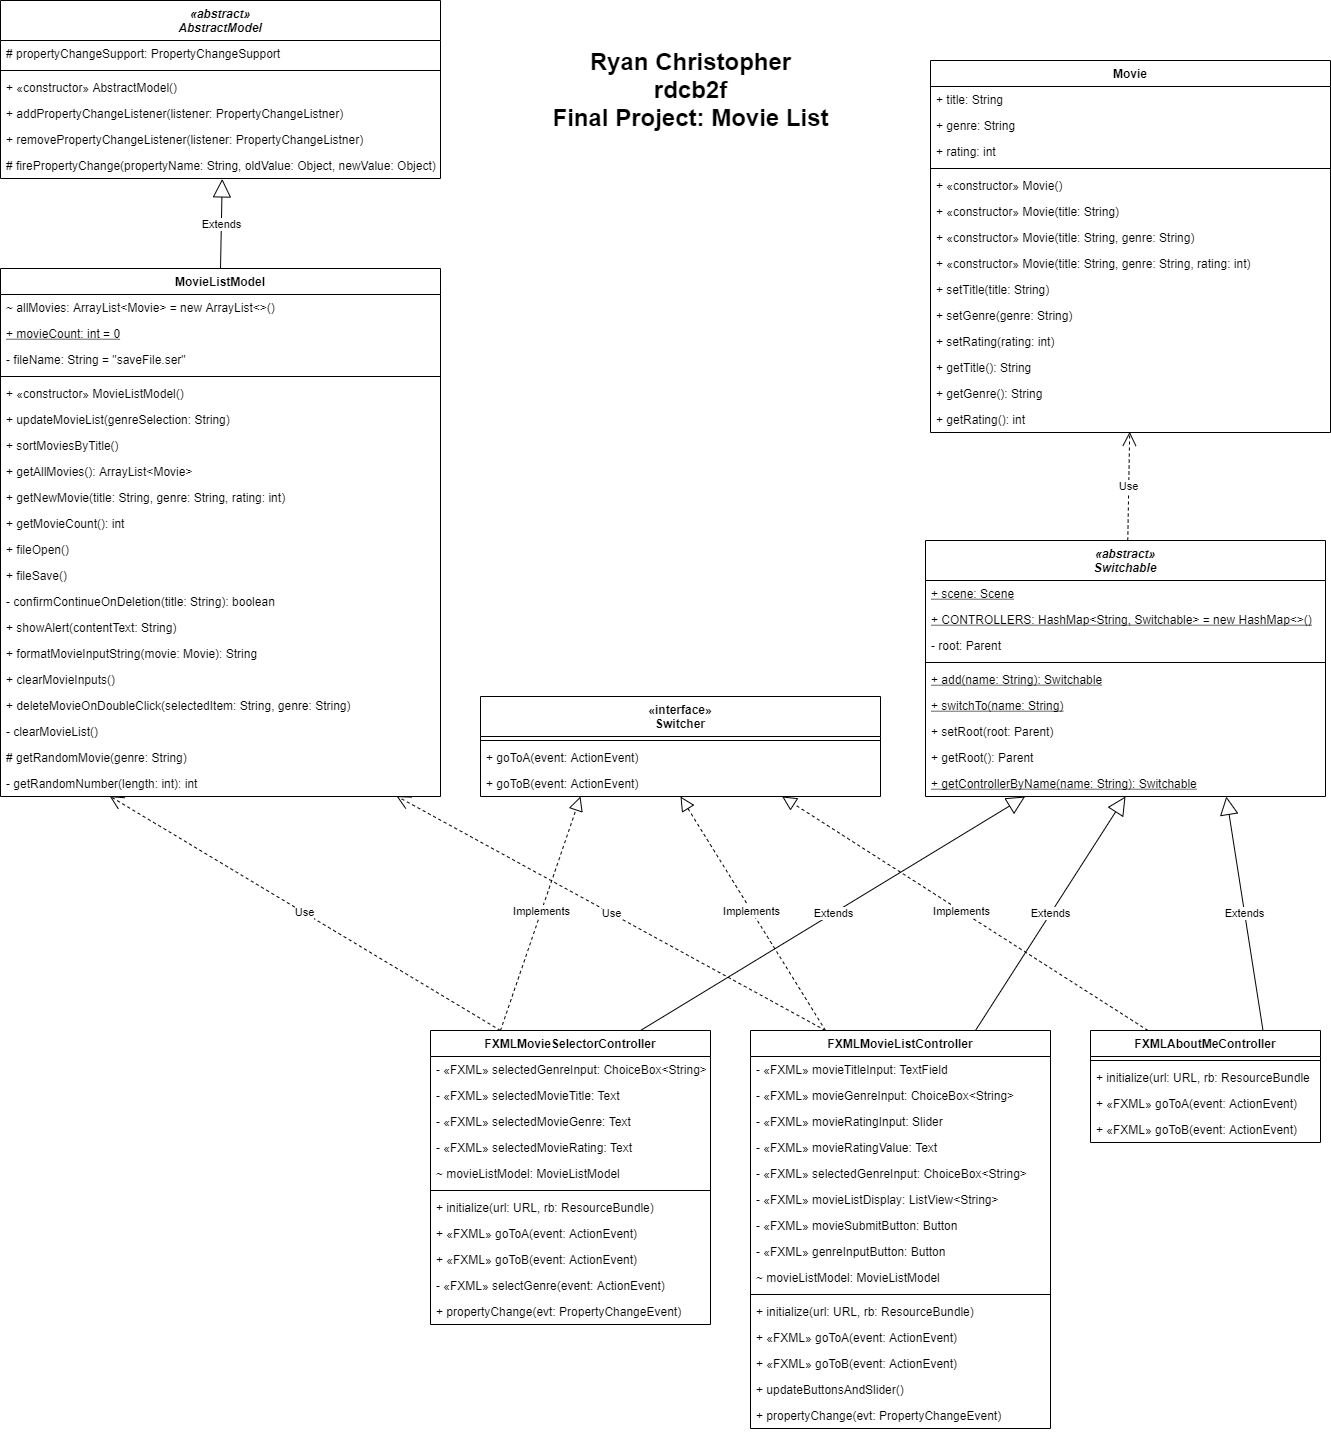 «abstract»
AbstractModel
# propertyChangeSupport: PropertyChangeSupport
+ «constructor» AbstractModel()
+ addPropertyChangeListener(listener: PropertyChangeListner)
+ removePropertyChangeListener(listener: PropertyChangeListner)
# firePropertyChange(propertyName: String, oldValue: Object, newValue: Object)
Ryan Christopher
rdcb2f
Final Project: Movie List
Movie
+ title: String
+ genre: String
+ rating: int
+ «constructor» Movie()
+ «constructor» Movie(title: String)
+ «constructor» Movie(title: String, genre: String)
+ «constructor» Movie(title: String, genre: String, rating: int)
+ setTitle(title: String)
+ setGenre(genre: String)
+ setRating(rating: int)
+ getTitle(): String
+ getGenre(): String
+ getRating(): int
Extends
MovieListModel
~ allMovies: ArrayList<Movie> = new ArrayList<>()
+ movieCount: int = 0
- fileName: String = "saveFile.ser"
+ «constructor» MovieListModel()
+ updateMovieList(genreSelection: String)
+ sortMoviesByTitle()
+ getAllMovies(): ArrayList<Movie>
+ getNewMovie(title: String, genre: String, rating: int)
+ getMovieCount(): int
+ fileOpen()
+ fileSave()
- confirmContinueOnDeletion(title: String): boolean
+ showAlert(contentText: String)
+ formatMovieInputString(movie: Movie): String
+ clearMovieInputs()
+ deleteMovieOnDoubleClick(selectedItem: String, genre: String)
- clearMovieList()
# getRandomMovie(genre: String)
- getRandomNumber(length: int): int
Use
«abstract»
Switchable
+ scene: Scene
+ CONTROLLERS: HashMap<String, Switchable> = new HashMap<>()
- root: Parent
+ add(name: String): Switchable
+ switchTo(name: String)
+ setRoot(root: Parent)
+ getRoot(): Parent
+ getControllerByName(name: String): Switchable
«interface»
Switcher
+ goToA(event: ActionEvent)
+ goToB(event: ActionEvent)
Use
Implements
Use
Implements
Extends
Implements
Extends
Extends
FXMLMovieSelectorController
- «FXML» selectedGenreInput: ChoiceBox<String>
- «FXML» selectedMovieTitle: Text
- «FXML» selectedMovieGenre: Text
- «FXML» selectedMovieRating: Text
~ movieListModel: MovieListModel
+ initialize(url: URL, rb: ResourceBundle)
+ «FXML» goToA(event: ActionEvent)
+ «FXML» goToB(event: ActionEvent)
- «FXML» selectGenre(event: ActionEvent)
+ propertyChange(evt: PropertyChangeEvent)
FXMLMovieListController
- «FXML» movieTitleInput: TextField
- «FXML» movieGenreInput: ChoiceBox<String>
- «FXML» movieRatingInput: Slider
- «FXML» movieRatingValue: Text
- «FXML» selectedGenreInput: ChoiceBox<String>
- «FXML» movieListDisplay: ListView<String>
- «FXML» movieSubmitButton: Button
- «FXML» genreInputButton: Button
~ movieListModel: MovieListModel
+ initialize(url: URL, rb: ResourceBundle)
+ «FXML» goToA(event: ActionEvent)
+ «FXML» goToB(event: ActionEvent)
+ updateButtonsAndSlider()
+ propertyChange(evt: PropertyChangeEvent)
FXMLAboutMeController
+ initialize(url: URL, rb: ResourceBundle
+ «FXML» goToA(event: ActionEvent)
+ «FXML» goToB(event: ActionEvent)